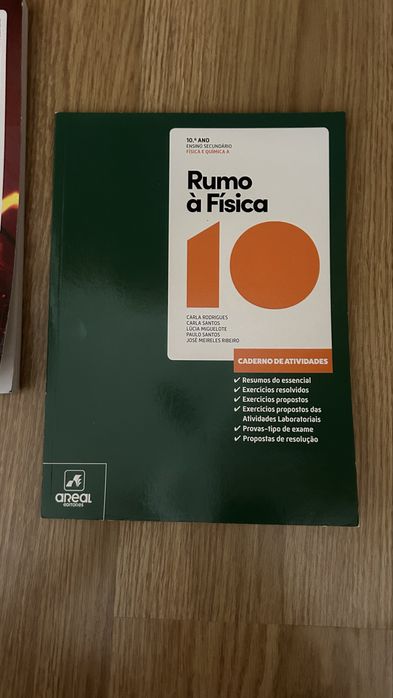 10.º ANO
ENSINO SECUNDÁRIO
FÍSICA E QUÍMICA A
Rumo
à Física
10
CARLA RODRIGUES
CARLA SANTOS
LÚCIA MIGUELOTE
PAULO SANTOS
JOSÉ MEIRELES RIBEIRO
CADERNO DE ATIVIDADES
✓ Resumos do essencial
✓ Exercícios resolvidos
✓ Exercícios propostos
✓ Exercícios propostos das
Atividades Laboratoriais
✓ Provas-tipo de exame
✓ Propostas de resolução
AREAL
EDITORES